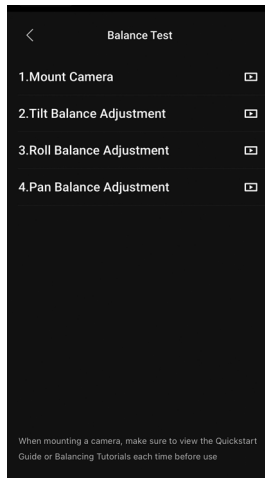 Balance Test
1.Mount Camera
2.Tilt Balance Adjustment
3.Roll Balance Adjustment
4.Pan Balance Adjustment
When mounting a camera, make sure to view the Quickstart
Guide or Balancing Tutorials each time before use